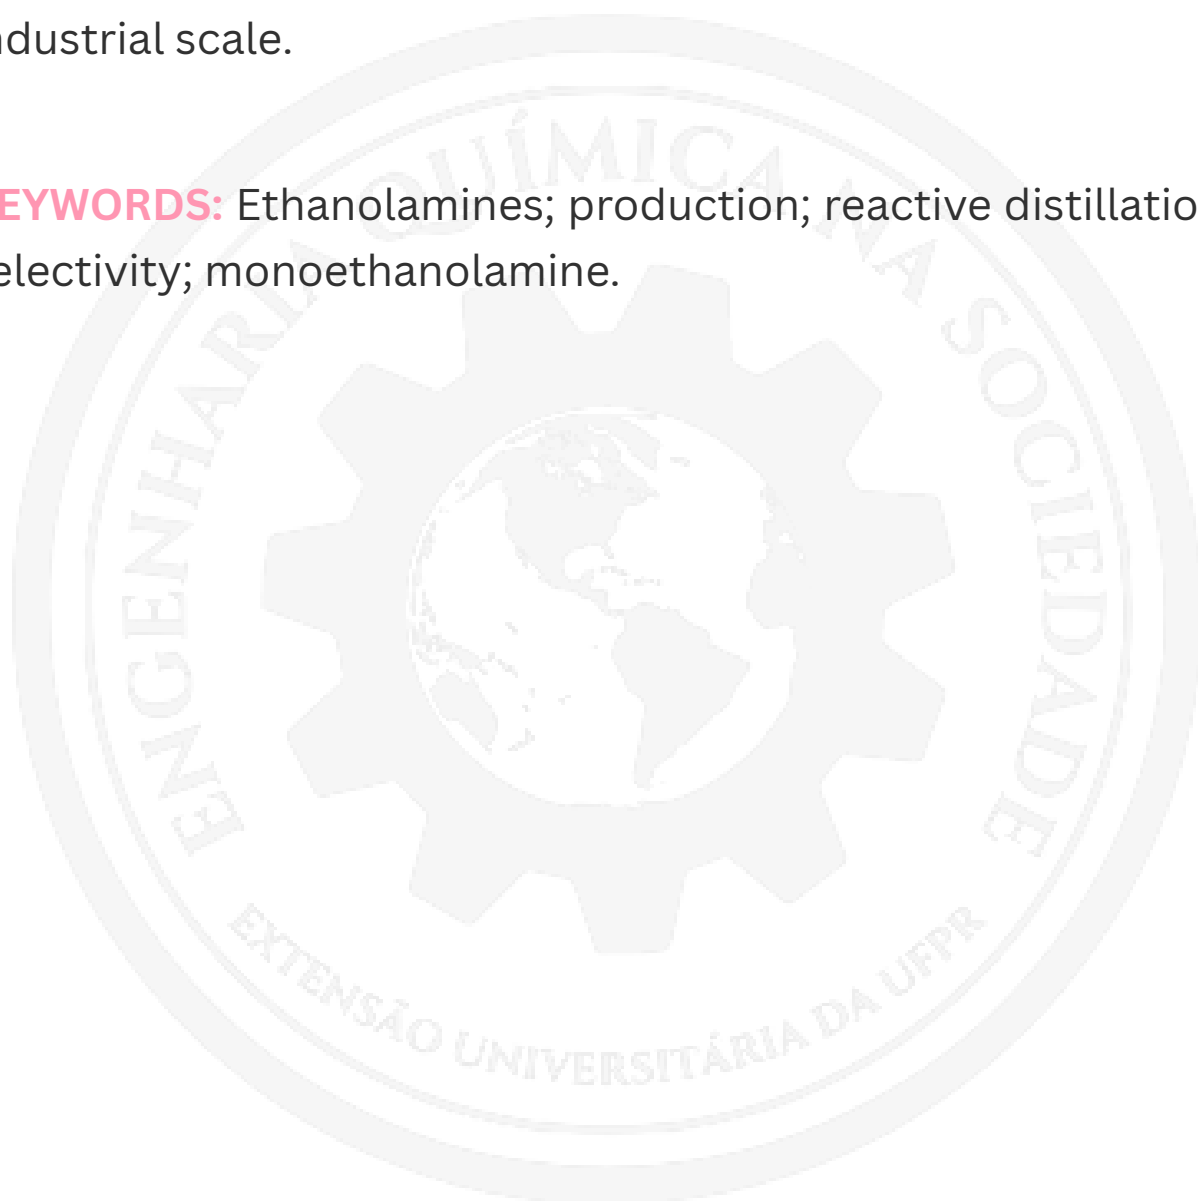 ndustrial scale.
EYWORDS: Ethanolamines; production; reactive distillatio
electivity; monoethanolamine.
ENGENHARIA QUÍMICA NA SOCIEDADE
EXTENSÃO UNIVERSITÁRIA DA UFPR